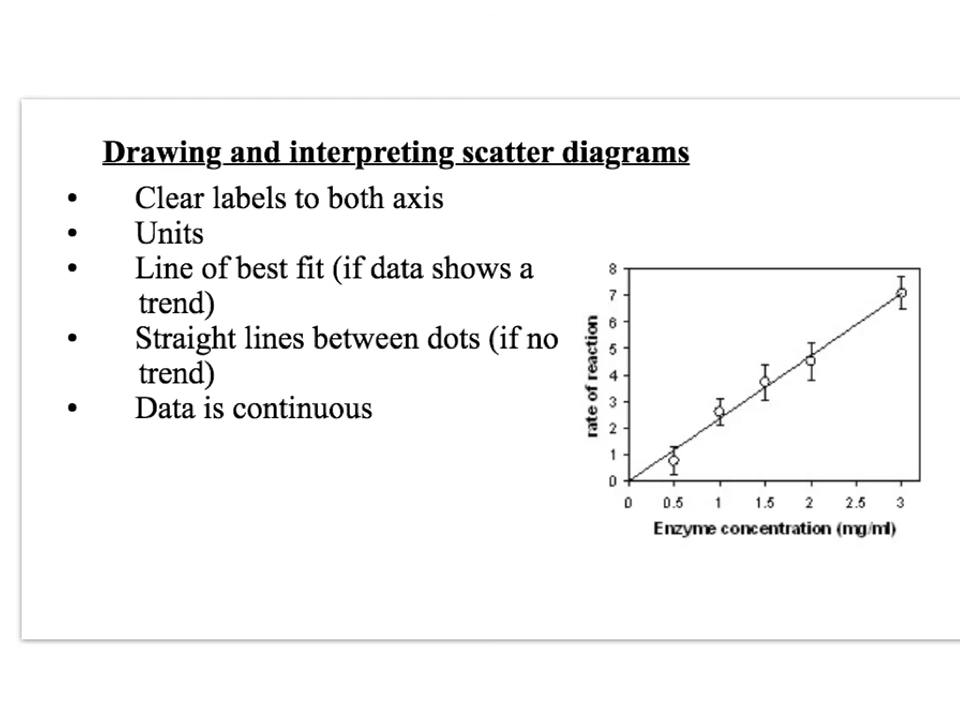 Drawing and interpreting scatter diagrams
• Clear labels to both axis
• Units
• Line of best fit (if data shows a
trend)
• Straight lines between dots (if no
trend)
• Data is continuous
8
7
6
5
4
3
2
1
0
rate of reaction
0 0.5 1 1.5 2 2.5 3
Enzyme concentration (mg/ml)